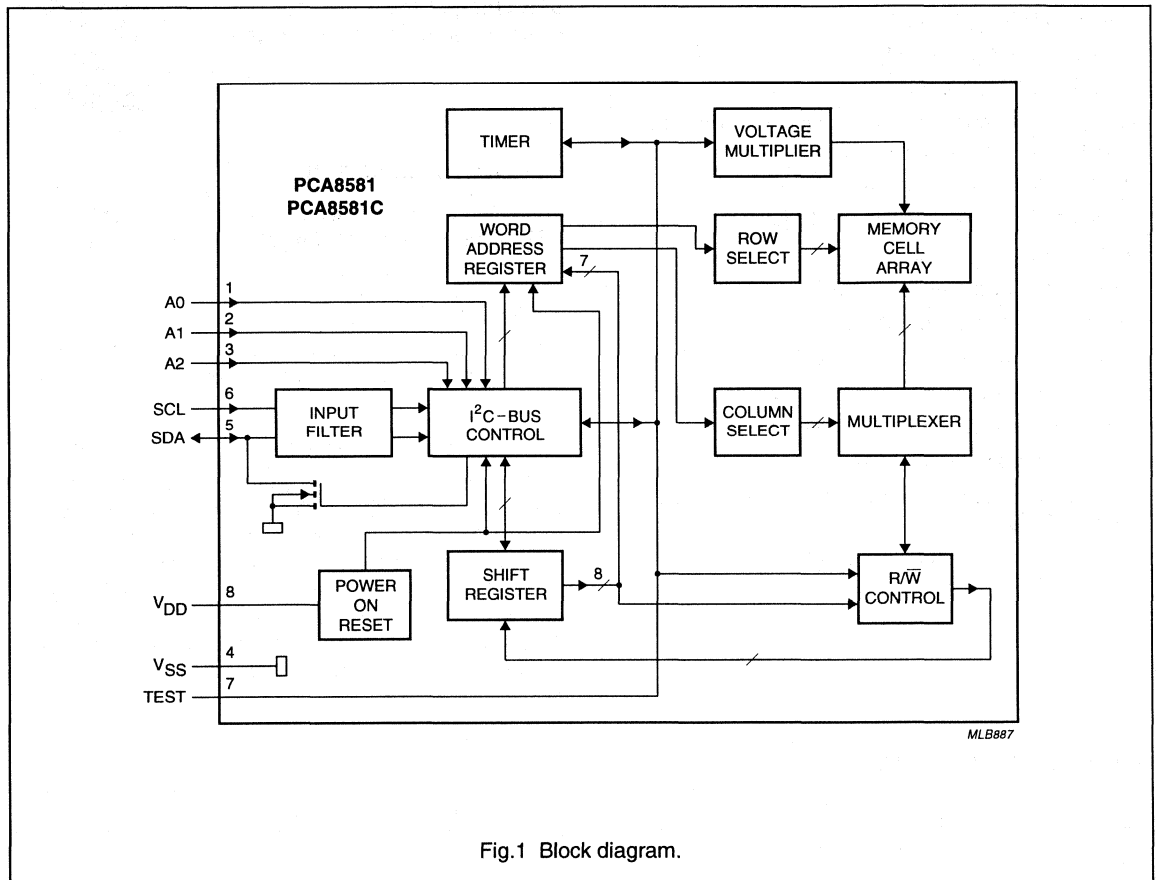 TIMER
VOLTAGE
MULTIPLIER
PCA8581
PCA8581C
WORD
ADDRESS
REGISTER
7
ROW
SELECT
MEMORY
CELL
ARRAY
A0
1
A1
2
A2
3
SCL
6
SDA
5
INPUT
FILTER
I²C-BUS
CONTROL
COLUMN
SELECT
MULTIPLEXER
V_DD
8
POWER
ON
RESET
SHIFT
REGISTER
8
R/W̅
CONTROL
V_SS
4
TEST
7
MLB887
Fig.1 Block diagram.